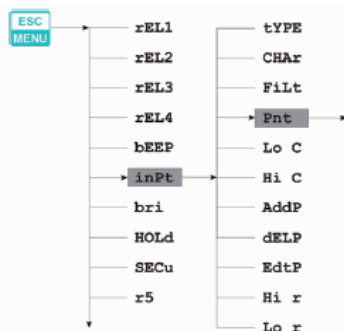 ESC
MENU
rEL1
rEL2
rEL3
rEL4
bEEP
inPt
bri
HOLd
SECu
r5
tYPE
CHAr
FiLt
Pnt
Lo C
Hi C
AddP
dELP
EdtP
Hi r
Lo r